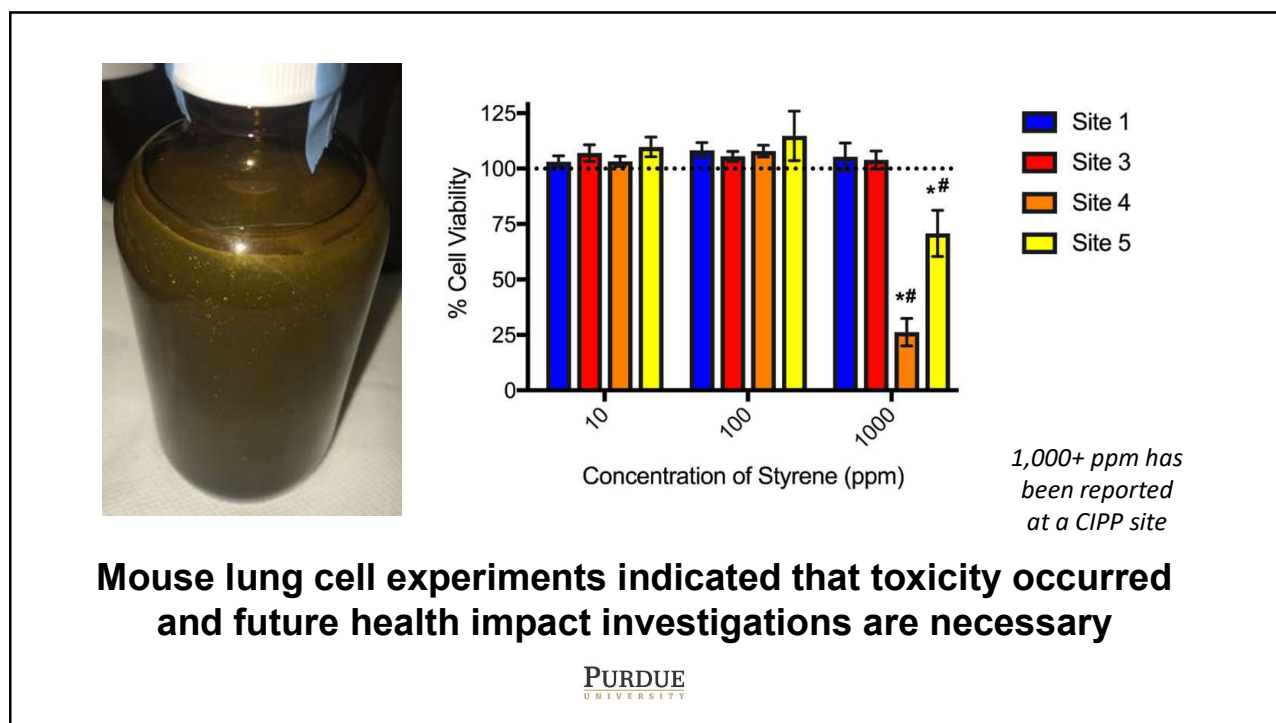 125
100
75
50
25
0
% Cell Viability
*#
*#
10
100
1000
Concentration of Styrene (ppm)
Site 1
Site 3
Site 4
Site 5
1,000+ ppm has
been reported
at a CIPP site
Mouse lung cell experiments indicated that toxicity occurred
and future health impact investigations are necessary
PURDUE
UNIVERSITY